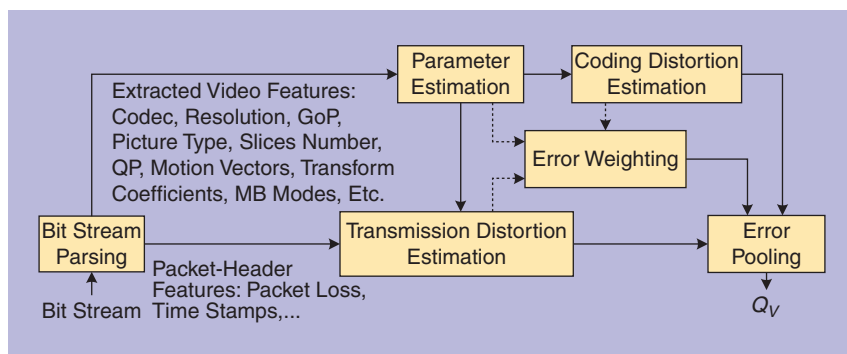 Parameter
Estimation
Coding Distortion
Estimation
Extracted Video Features:
Codec, Resolution, GoP,
Picture Type, Slices Number,
QP, Motion Vectors, Transform
Coefficients, MB Modes, Etc.
Error Weighting
Bit Stream
Parsing
Transmission Distortion
Estimation
Error
Pooling
Packet-Header
Features: Packet Loss,
Time Stamps,...
Bit Stream
QV